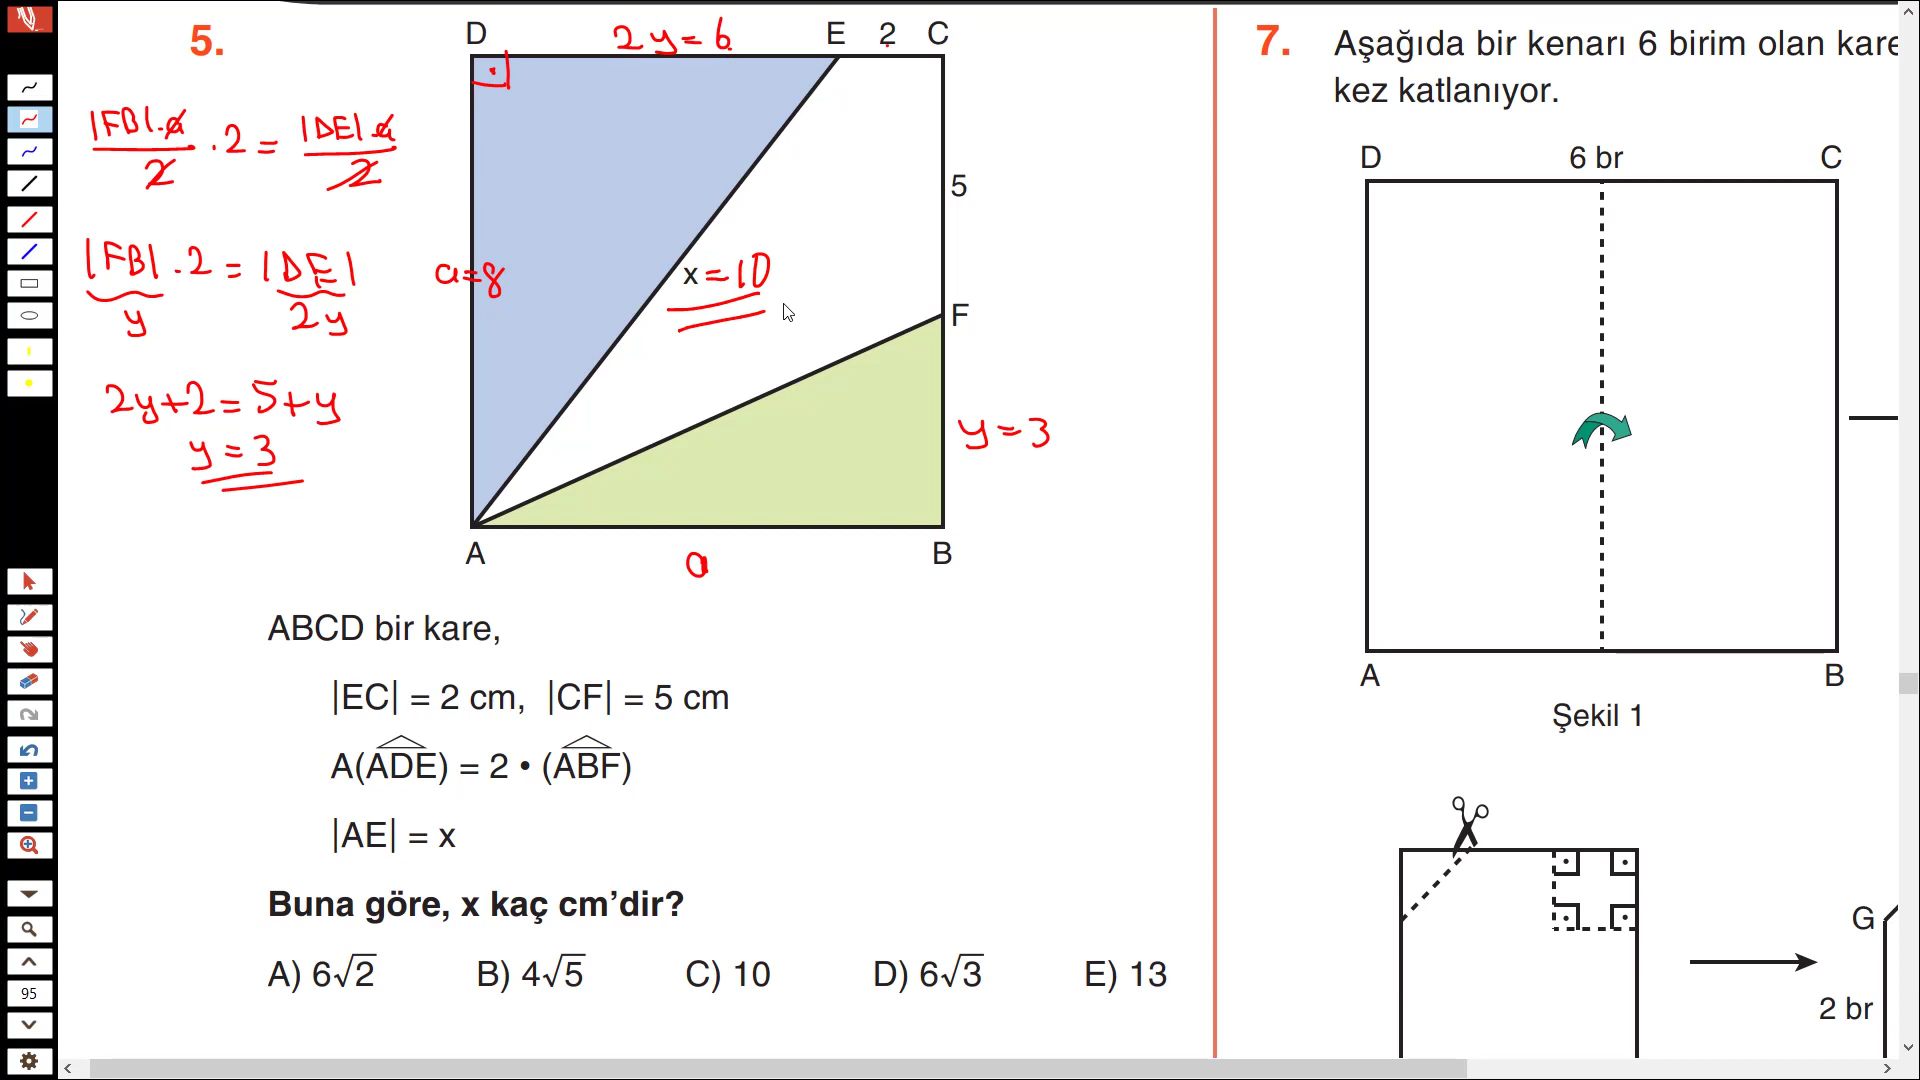 5.
D 2y=6 E 2 C
|FB|.a/2 . 2 = |DE|.a/2
5
|FB| . 2 = |DE|
y 2y
a=8
x =10
F
2y+2=5+y
y=3
y=3
A B
a
ABCD bir kare,
|EC| = 2 cm, |CF| = 5 cm
A(ADE) = 2 • (ABF)
|AE| = x
Buna göre, x kaç cm’dir?
A) 6√2 B) 4√5 C) 10 D) 6√3 E) 13
7. Aşağıda bir kenarı 6 birim olan kare
kez katlanıyor.
D 6 br C
A B
Şekil 1
G
2 br
95